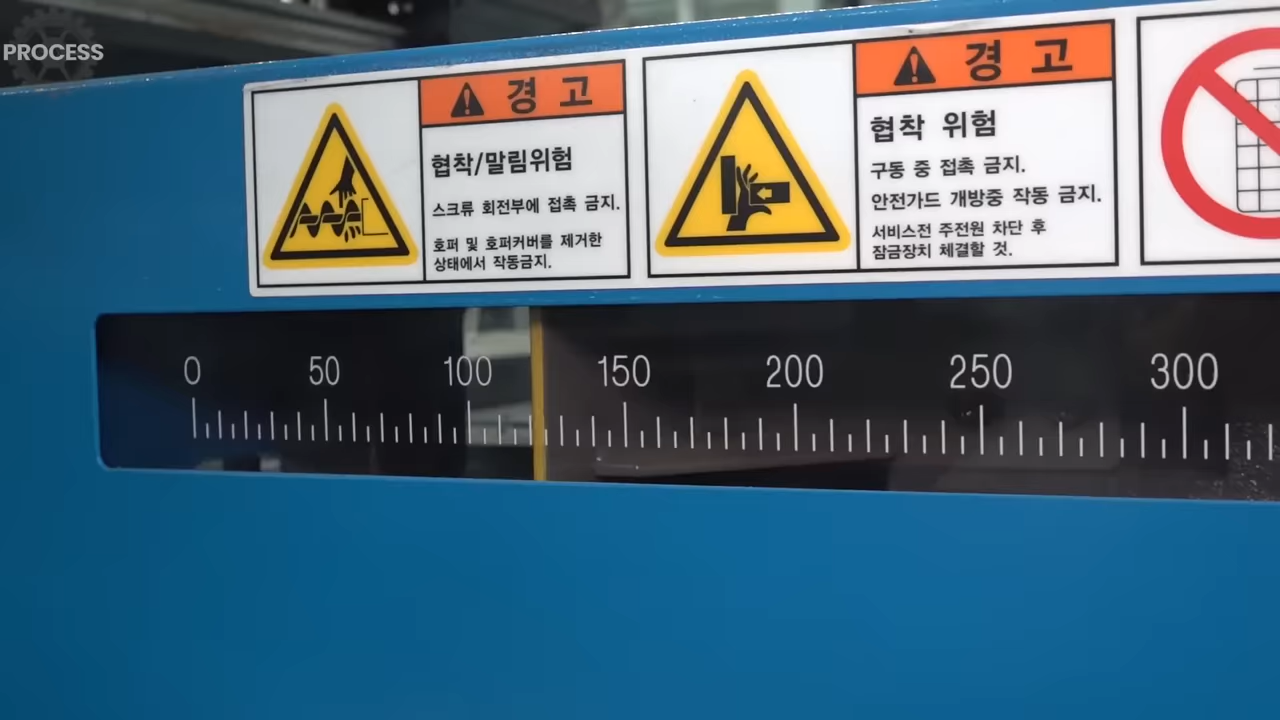 PROCESS
경고
협착/말림위험
스크류 회전부에 접촉 금지.
호퍼 및 호퍼커버를 제거한
상태에서 작동금지.
경고
협착 위험
구동 중 접촉 금지.
안전가드 개방중 작동 금지.
서비스전 주전원 차단 후
잠금장치 체결할 것.
0 50 100 150 200 250 300